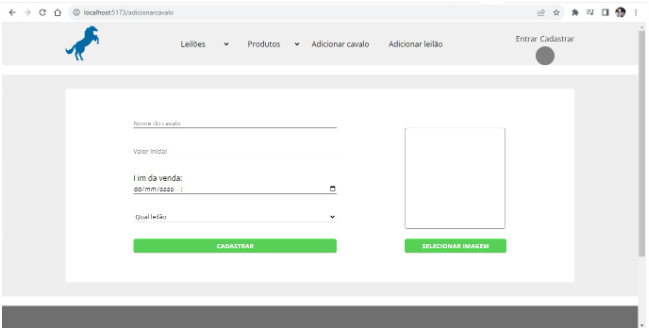 localhost:5173/adicionarcavalo
Leilões Produtos Adicionar cavalo Adicionar leilão Entrar Cadastrar
Nome do cavalo
Valor Inicial
Fim da venda:
dd/mm/aaaa --:--
Qual leilão
CADASTRAR SELECIONAR IMAGEM